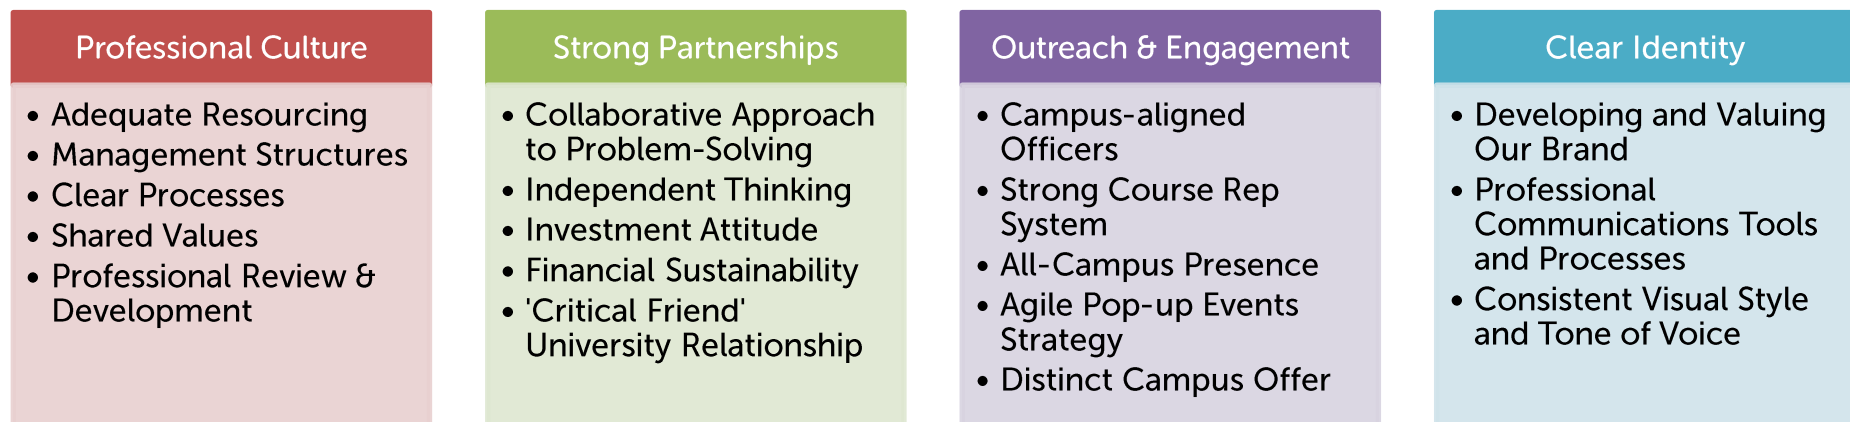 Professional Culture
• Adequate Resourcing
• Management Structures
• Clear Processes
• Shared Values
• Professional Review &
Development
Strong Partnerships
• Collaborative Approach
to Problem-Solving
• Independent Thinking
• Investment Attitude
• Financial Sustainability
• 'Critical Friend'
University Relationship
Outreach & Engagement
• Campus-aligned
Officers
• Strong Course Rep
System
• All-Campus Presence
• Agile Pop-up Events
Strategy
• Distinct Campus Offer
Clear Identity
• Developing and Valuing
Our Brand
• Professional
Communications Tools
and Processes
• Consistent Visual Style
and Tone of Voice